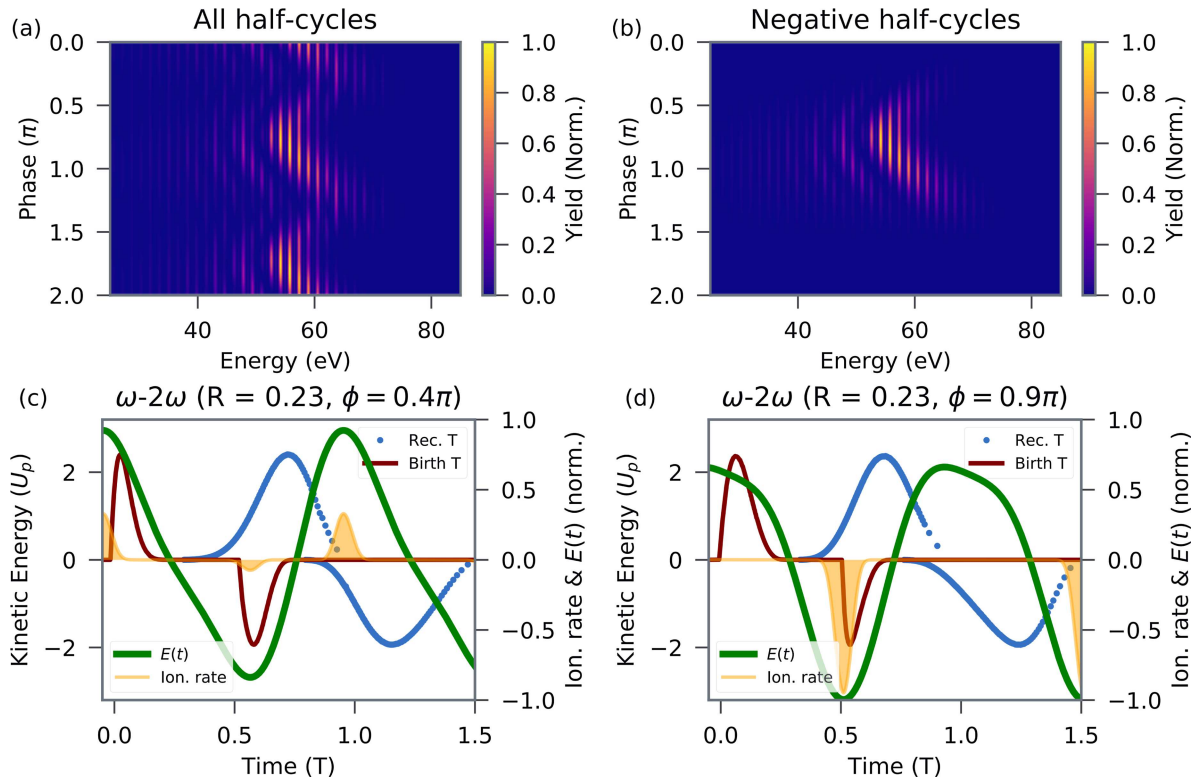 (a)
All half-cycles
0.0
0.5
1.0
1.5
2.0
Phase (π)
40
60
80
Energy (eV)
1.0
0.8
0.6
0.4
0.2
0.0
Yield (Norm.)
(b)
Negative half-cycles
0.0
0.5
1.0
1.5
2.0
Phase (π)
40
60
80
Energy (eV)
1.0
0.8
0.6
0.4
0.2
0.0
Yield (Norm.)
(c)
ω-2ω (R = 0.23, ϕ = 0.4π)
Rec. T
Birth T
E(t)
Ion. rate
2
0
−2
Kinetic Energy (Uₚ)
1.0
0.5
0.0
−0.5
−1.0
Ion. rate & E(t) (norm.)
0.0
0.5
1.0
1.5
Time (T)
(d)
ω-2ω (R = 0.23, ϕ = 0.9π)
Rec. T
Birth T
E(t)
Ion. rate
2
0
−2
Kinetic Energy (Uₚ)
1.0
0.5
0.0
−0.5
−1.0
Ion. rate & E(t) (norm.)
0.0
0.5
1.0
1.5
Time (T)